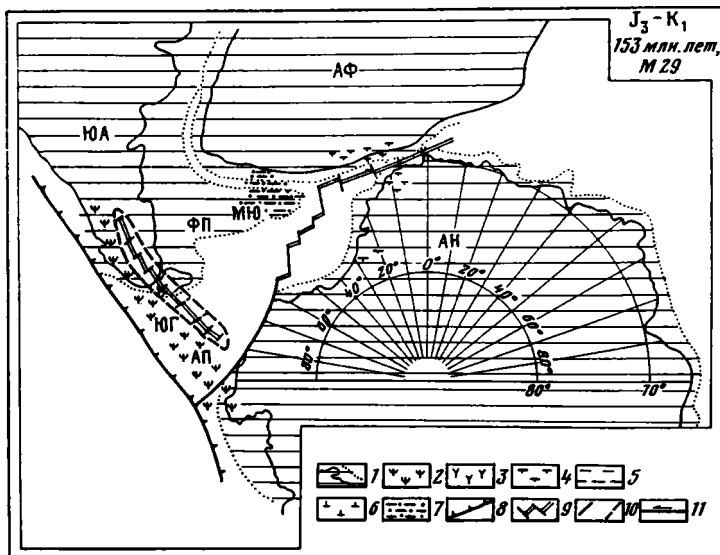 J₃-K₁
153 млн. лет,
М 29
АФ
ЮА
ФП
МЮ
АН
ЮГ
АП
80° 60° 40° 20° 0° 20° 40° 60° 80°
80° 70°
1 2 3 4 5
6 7 8 9 10 11